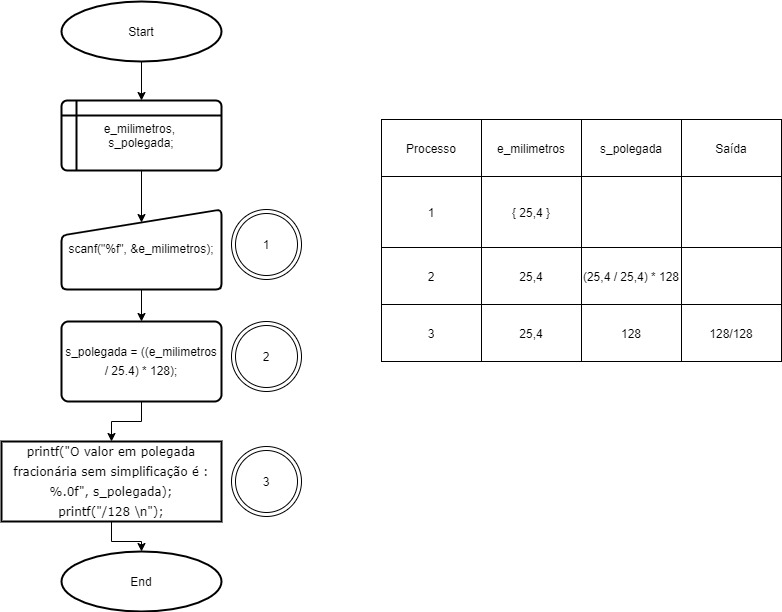 Start
e_milimetros,
s_polegada;
scanf("%f", &e_milimetros);
1
s_polegada = ((e_milimetros
/ 25.4) * 128);
2
printf("O valor em polegada
fracionária sem simplificação é :
%.0f", s_polegada);
printf("/128 \n");
3
End
Processo e_milimetros s_polegada Saída
1 { 25,4 }
2 25,4 (25,4 / 25,4) * 128
3 25,4 128 128/128